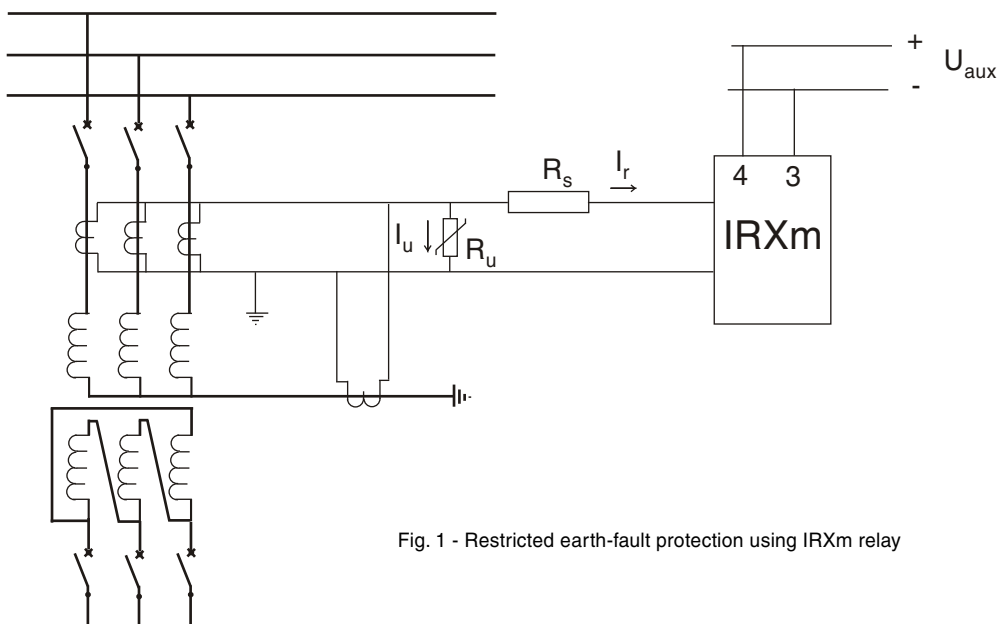 +
U_aux
-
R_s
I_r
4 3
IRXm
I_u
R_u
Fig. 1 - Restricted earth-fault protection using IRXm relay